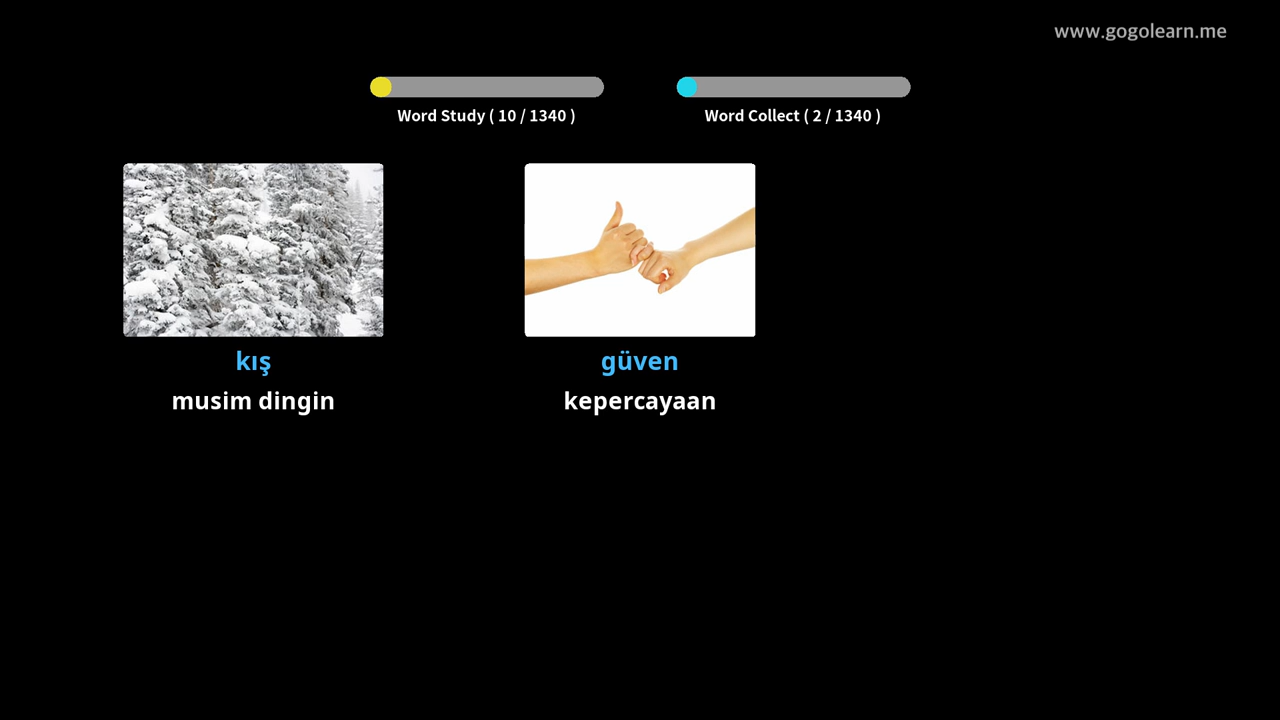 www.gogolearn.me
Word Study ( 10 / 1340 )
Word Collect ( 2 / 1340 )
kış
musim dingin
güven
kepercayaan